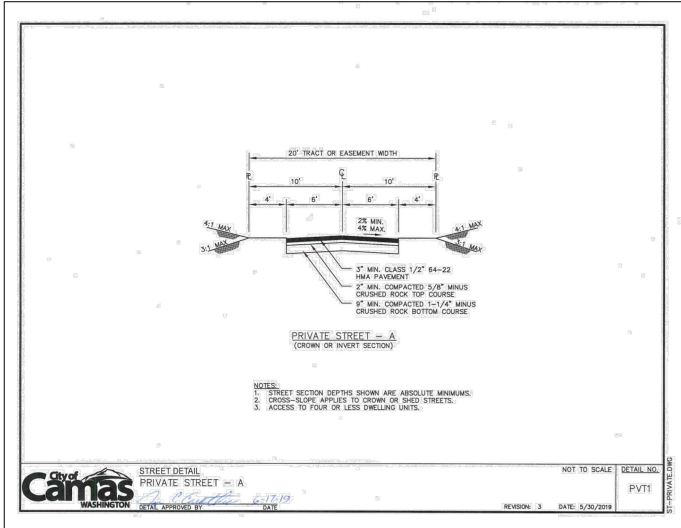 20' TRACT OR EASEMENT WIDTH
℄
℞ ℞
10' 10'
4' 6' 6' 4'
2% MIN.
4% MAX.
4:1 MAX 4:1 MAX
3:1 MAX 3:1 MAX
3" MIN. CLASS 1/2" 64-22
HMA PAVEMENT
2" MIN. COMPACTED 5/8" MINUS
CRUSHED ROCK TOP COURSE
9" MIN. COMPACTED 1-1/4" MINUS
CRUSHED ROCK BOTTOM COURSE
PRIVATE STREET - A
(CROWN OR INVERT SECTION)
NOTES:
1. STREET SECTION DEPTHS SHOWN ARE ABSOLUTE MINIMUMS.
2. CROSS-SLOPE APPLIES TO CROWN OR SHED STREETS.
3. ACCESS TO FOUR OR LESS DWELLING UNITS.
City of
Camas
WASHINGTON
STREET DETAIL
PRIVATE STREET - A
6-17-19
DETAIL APPROVED BY DATE
NOT TO SCALE
REVISION: 3 DATE: 5/30/2019
DETAIL NO.
PVT1
ST-PRIVATE.DWG